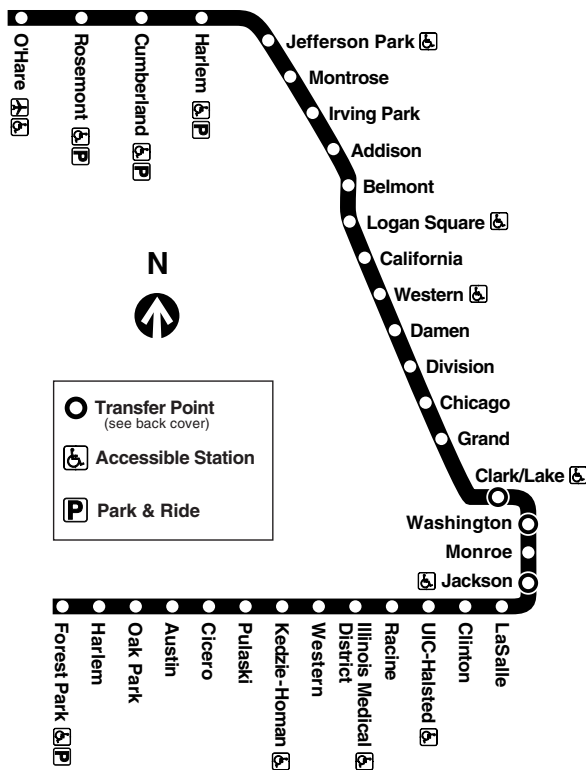 O'Hare
Rosemont P
Cumberland P
Harlem P
Jefferson Park
Montrose
Irving Park
Addison
Belmont
Logan Square
California
Western
Damen
Division
Chicago
Grand
Clark/Lake
Washington
Monroe
Jackson
N
Transfer Point
(see back cover)
Accessible Station
P Park & Ride
Forest Park P
Harlem
Oak Park
Austin
Cicero
Pulaski
Kedzie-Homan
Western
Illinois Medical
District
Racine
UIC-Halsted
Clinton
LaSalle